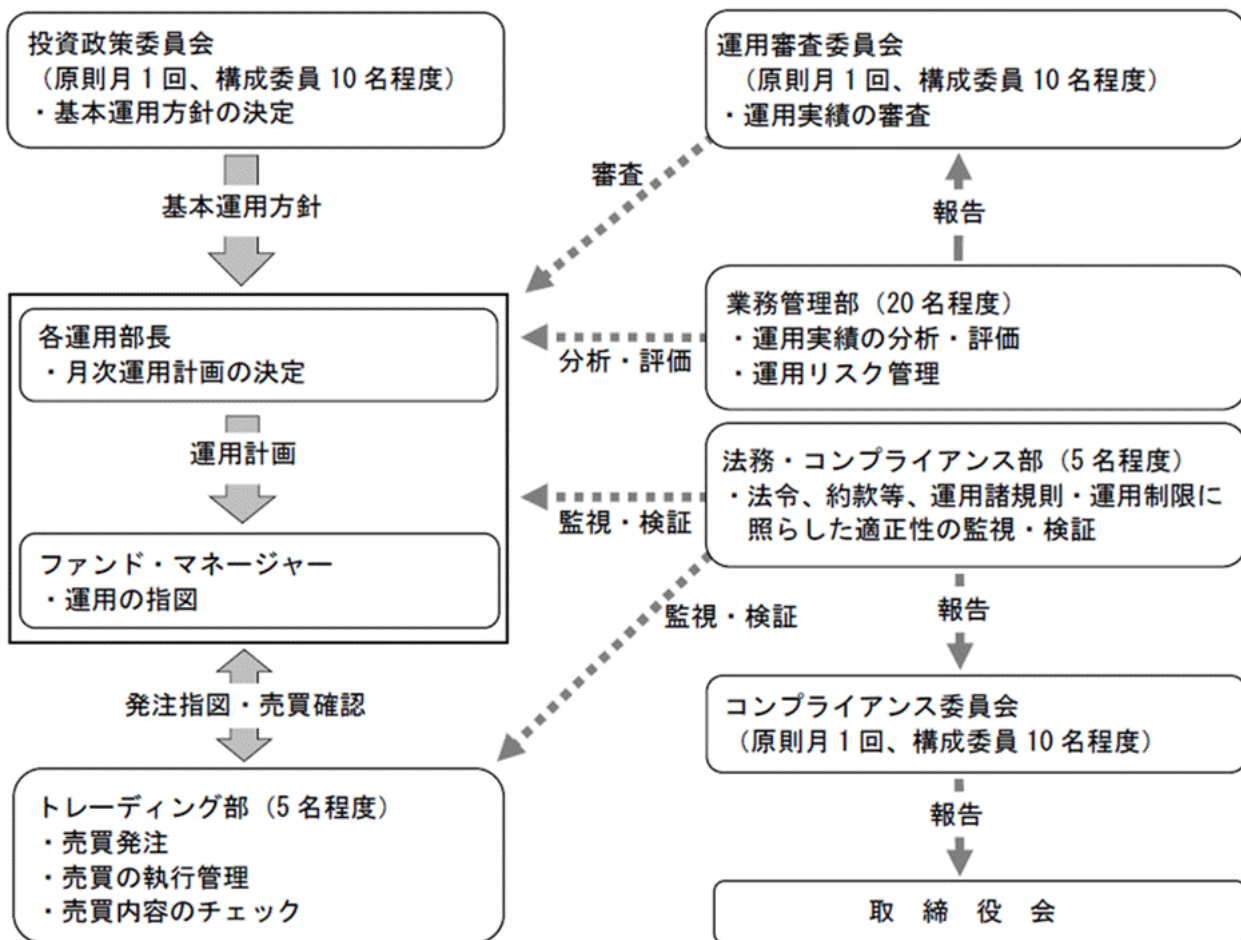 投資政策委員会
（原則月1回、構成委員10名程度）
・基本運用方針の決定
基本運用方針
各運用部長
・月次運用計画の決定
運用計画
ファンド・マネージャー
・運用の指図
発注指図・売買確認
トレーディング部（5名程度）
・売買発注
・売買の執行管理
・売買内容のチェック
運用審査委員会
（原則月1回、構成委員10名程度）
・運用実績の審査
審査
報告
業務管理部（20名程度）
・運用実績の分析・評価
・運用リスク管理
分析・評価
法務・コンプライアンス部（5名程度）
・法令、約款等、運用諸規則・運用制限に
照らした適正性の監視・検証
監視・検証
監視・検証
報告
コンプライアンス委員会
（原則月1回、構成委員10名程度）
報告
取　締　役　会